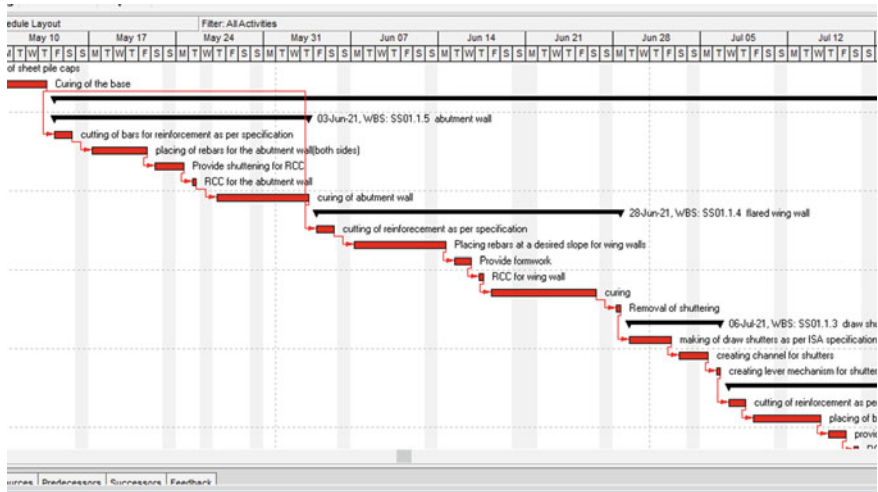 edule Layout Filter: All Activities
May 10 May 17 May 24 May 31 Jun 07 Jun 14 Jun 21 Jun 28 Jul 05 Jul 12
M T W T F S S M T W T F S S M T W T F S S M T W T F S S M T W T F S S M T W T F S S M T W T F S S M T W T F S S M T W T F S S M T W T F S S
of sheet pile caps
Curing of the base
03-Jun-21, WBS: SS01.1.5 abutment wall
cutting of bars for reinforcement as per specification
placing of rebars for the abutment wall(both sides)
Provide shuttening for RCC
RCC for the abutment wall
curing of abutment wall
28-Jun-21, WBS: SS01.1.4 flared wing wall
cutting of reinforecement as per specification
Placing rebars at a desired slope for wing walls
Provide formwork
RCC for wing wall
curing
Removal of shuttering
06-Jul-21, WBS: SS01.1.3 draw shu
making of draw shutters as per ISA specification
creating channel for shutters
creating lever mechanism for shutter
cutting of reinforcement as pe
placing of b
provid
Predecessors Successors Feedback